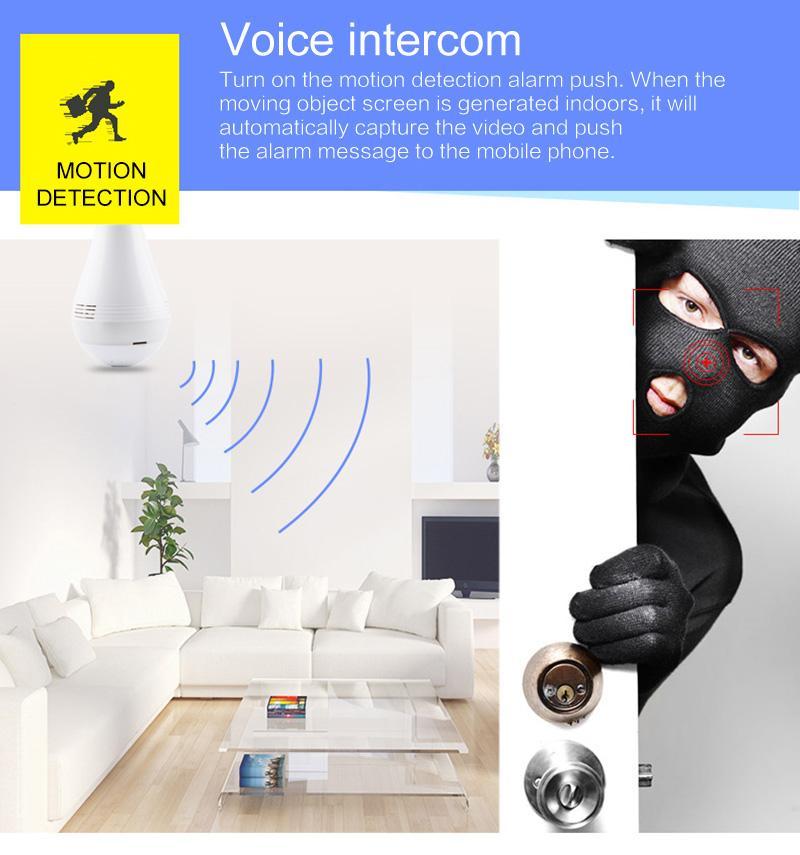 Voice intercom
Turn on the motion detection alarm push. When the
moving object screen is generated indoors, it will
automatically capture the video and push
the alarm message to the mobile phone.
MOTION
DETECTION